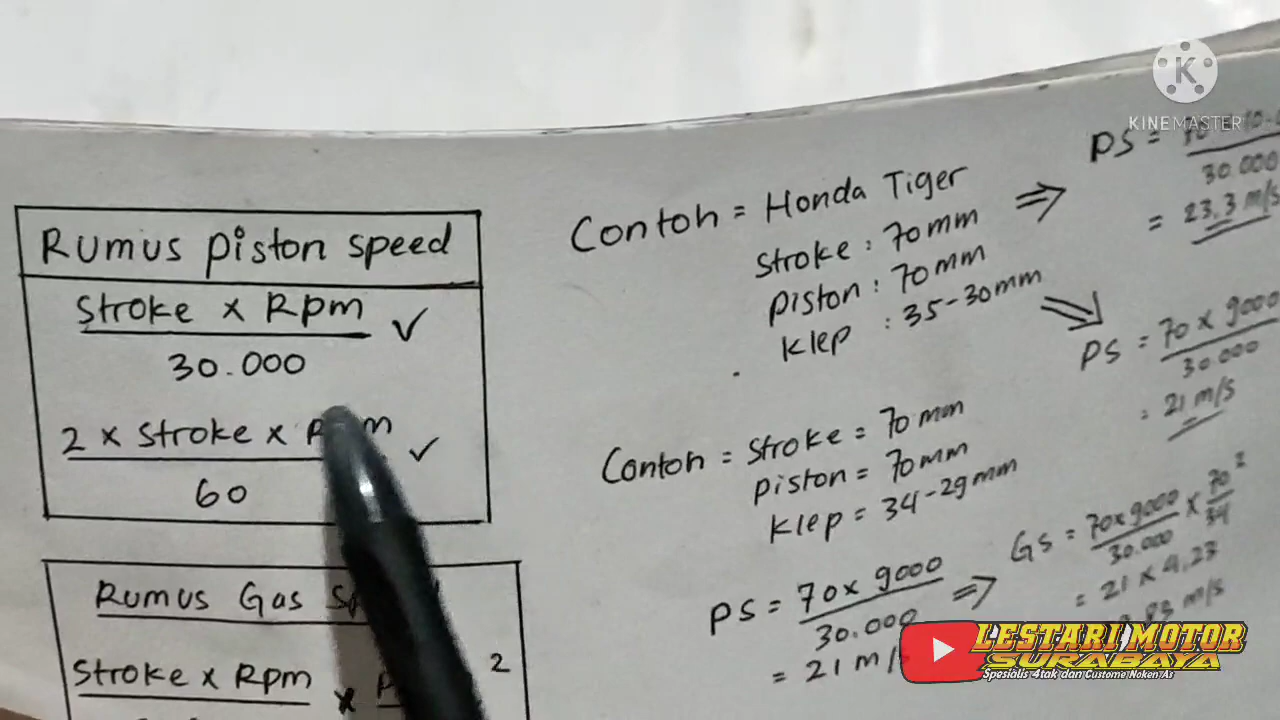 Rumus piston speed
Stroke x Rpm ✓
30.000
2 x Stroke x Rpm ✓
60
Rumus Gas
Stroke x Rpm x
2
Contoh = Honda Tiger
Stroke : 70mm
piston : 70mm
Klep : 35-30mm
PS =
30.000
= 23,3 m/s
PS = 70 x 9000
30.000
= 21 m/s
Contoh = Stroke = 70 mm
piston = 70mm
Klep = 34-29mm
PS = 70 x 9000
30.000
= 21 m/
Gs = 70x9000 x 70 2
30.000 34
= 21 x 4,23
m/s
K
KINEMASTER
LESTARI MOTOR
SURABAYA
Spesialis 4tak dan Custome Noken As